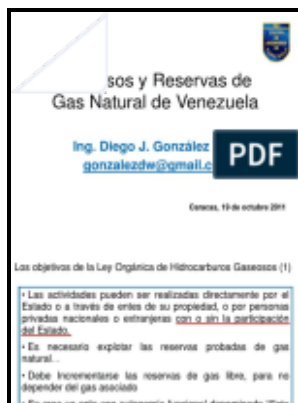 sos y Reservas de
Gas Natural de Venezuela
Ing. Diego J. González
gonzalezdw@gmail.c
PDF
Caracas, 19 de octubre 2011
Los objetivos de la Ley Orgánica de Hidrocarburos Gaseosos (1)
• Las actividades pueden ser realizadas directamente por el
Estado o a través de entes de su propiedad, o por personas
privadas nacionales o extranjeras con o sin la participación
del Estado.
• Es necesario explotar las reservas probadas de gas
natural...
• Debe Incrementarse las reservas de gas libre, para no
depender del gas asociado